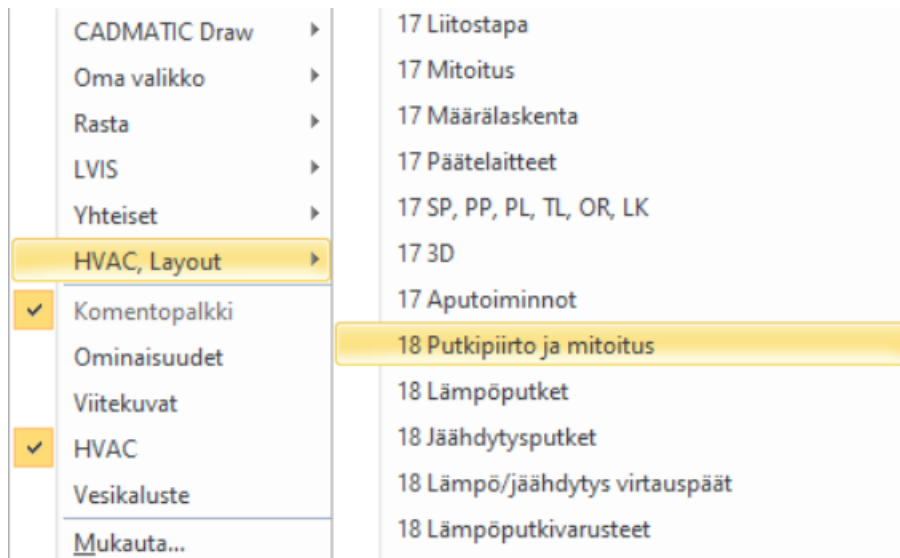 CADMATIC Draw
Oma valikko
Rasta
LVIS
Yhteiset
HVAC, Layout
Komentopalkki
Ominaisuudet
Viitekuvat
HVAC
Vesikaluste
Mukauta...
17 Liitostapa
17 Mitoitus
17 Määrälaskenta
17 Päätelaitteet
17 SP, PP, PL, TL, OR, LK
17 3D
17 Aputoiminnot
18 Putkipiirto ja mitoitus
18 Lämpöputket
18 Jäähdytysputket
18 Lämpö/jäähdytys virtauspäät
18 Lämpöputkivarusteet